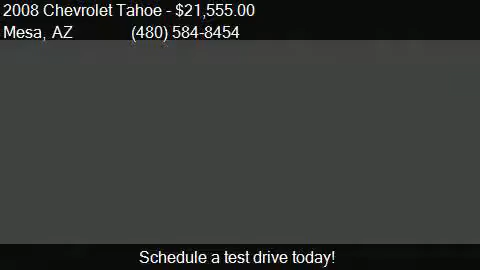 2008 Chevrolet Tahoe - $21,555.00
Mesa, AZ (480) 584-8454
Schedule a test drive today!